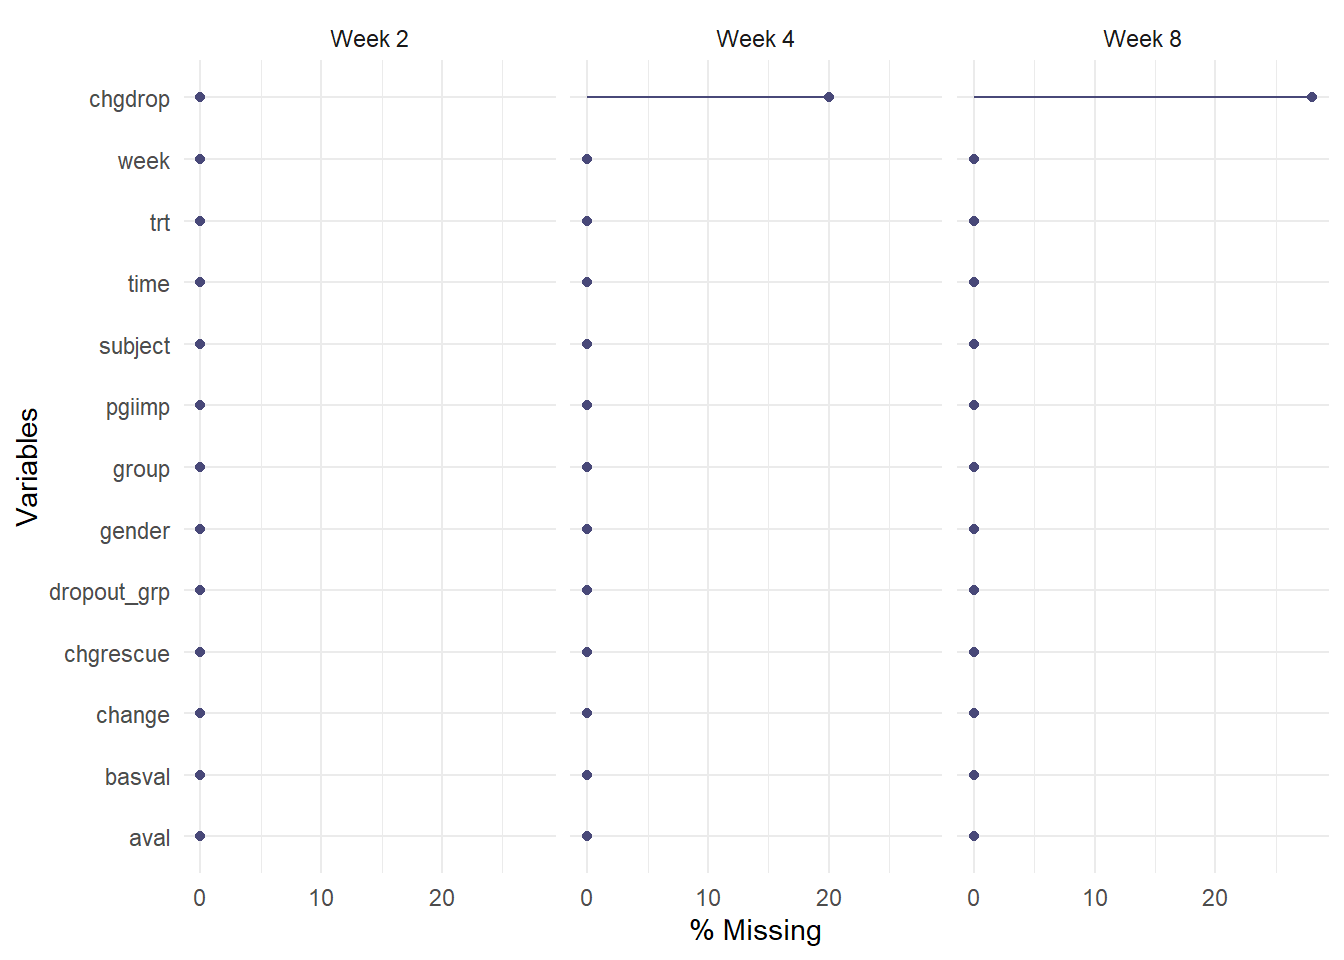 Week 2 Week 4 Week 8
chgdrop
week
trt
time
subject
pgiimp
group
gender
dropout_grp
chgrescue
change
basval
aval
Variables
0 10 20 0 10 20 0 10 20
% Missing